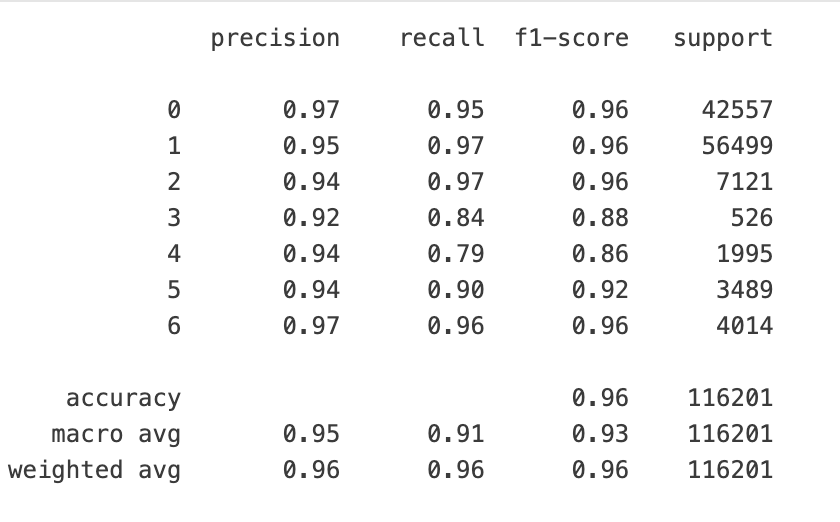 precision recall f1-score support
0 0.97 0.95 0.96 42557
1 0.95 0.97 0.96 56499
2 0.94 0.97 0.96 7121
3 0.92 0.84 0.88 526
4 0.94 0.79 0.86 1995
5 0.94 0.90 0.92 3489
6 0.97 0.96 0.96 4014
accuracy 0.96 116201
macro avg 0.95 0.91 0.93 116201
weighted avg 0.96 0.96 0.96 116201